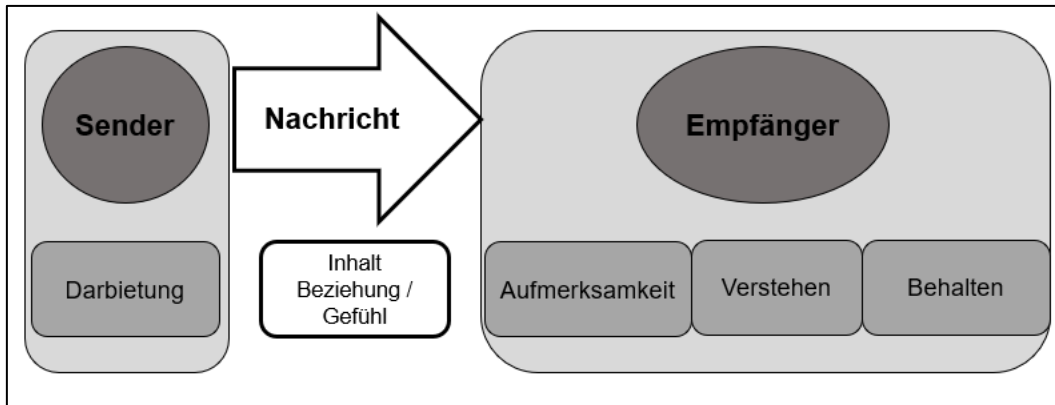 Sender
Nachricht
Empfänger
Darbietung
Inhalt
Beziehung /
Gefühl
Aufmerksamkeit
Verstehen
Behalten